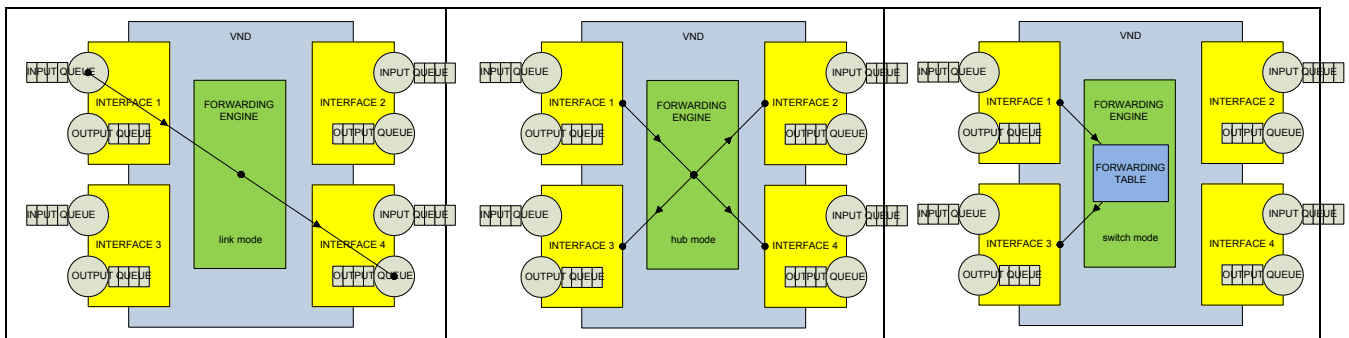 VND
INPUT QUEUE
INTERFACE 1
OUTPUT QUEUE
INPUT QUEUE
INTERFACE 2
OUTPUT QUEUE
FORWARDING
ENGINE
link mode
INPUT QUEUE
INTERFACE 3
OUTPUT QUEUE
INPUT QUEUE
INTERFACE 4
OUTPUT QUEUE
VND
INPUT QUEUE
INTERFACE 1
OUTPUT QUEUE
INPUT QUEUE
INTERFACE 2
OUTPUT QUEUE
FORWARDING
ENGINE
hub mode
INPUT QUEUE
INTERFACE 3
OUTPUT QUEUE
INPUT QUEUE
INTERFACE 4
OUTPUT QUEUE
VND
INPUT QUEUE
INTERFACE 1
OUTPUT QUEUE
INPUT QUEUE
INTERFACE 2
OUTPUT QUEUE
FORWARDING
ENGINE
FORWARDING
TABLE
switch mode
INPUT QUEUE
INTERFACE 3
OUTPUT QUEUE
INPUT QUEUE
INTERFACE 4
OUTPUT QUEUE